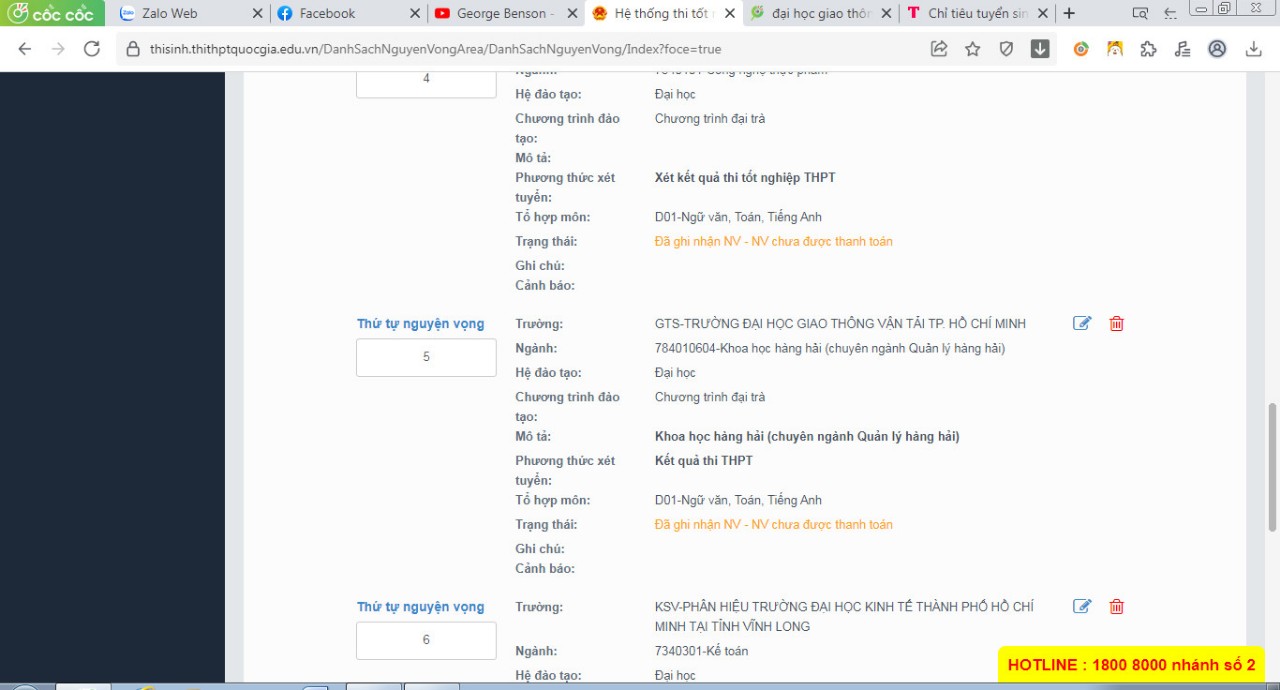 cốc cốc
Zalo Web
Facebook
George Benson -
Hệ thống thi tốt
đại học giao thôn
Chỉ tiêu tuyển sin
thisinh.thithptquocgia.edu.vn/DanhSachNguyenVongArea/DanhSachNguyenVong/Index?foce=true
4
Hệ đào tạo: Đại học
Chương trình đào Chương trình đại trà
tạo:
Mô tả:
Phương thức xét Xét kết quả thi tốt nghiệp THPT
tuyển:
Tổ hợp môn: D01-Ngữ văn, Toán, Tiếng Anh
Trạng thái: Đã ghi nhận NV - NV chưa được thanh toán
Ghi chú:
Cảnh báo:
Thứ tự nguyện vọng Trường: GTS-TRƯỜNG ĐẠI HỌC GIAO THÔNG VẬN TẢI TP. HỒ CHÍ MINH
5 Ngành: 784010604-Khoa học hàng hải (chuyên ngành Quản lý hàng hải)
Hệ đào tạo: Đại học
Chương trình đào Chương trình đại trà
tạo:
Mô tả: Khoa học hàng hải (chuyên ngành Quản lý hàng hải)
Phương thức xét Kết quả thi THPT
tuyển:
Tổ hợp môn: D01-Ngữ văn, Toán, Tiếng Anh
Trạng thái: Đã ghi nhận NV - NV chưa được thanh toán
Ghi chú:
Cảnh báo:
Thứ tự nguyện vọng Trường: KSV-PHÂN HIỆU TRƯỜNG ĐẠI HỌC KINH TẾ THÀNH PHỐ HỒ CHÍ
MINH TẠI TỈNH VĨNH LONG
6 Ngành: 7340301-Kế toán
Hệ đào tạo: Đại học
HOTLINE : 1800 8000 nhánh số 2